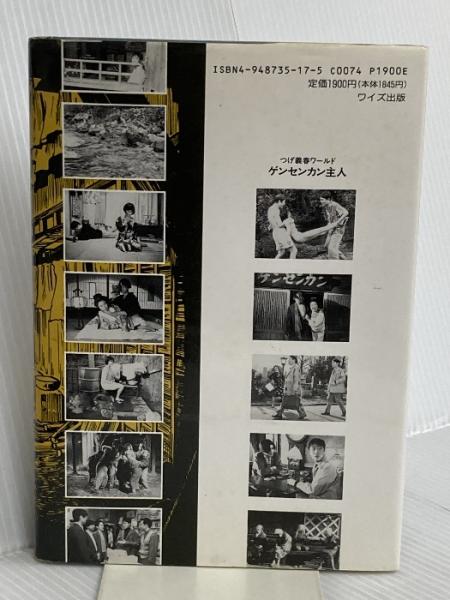 ISBN4-948735-17-5 C0074 P1900E
定価1900円(本体1845円)
ワイズ出版
つげ義春ワールド
ゲンセンカン主人
ゲンセンカン